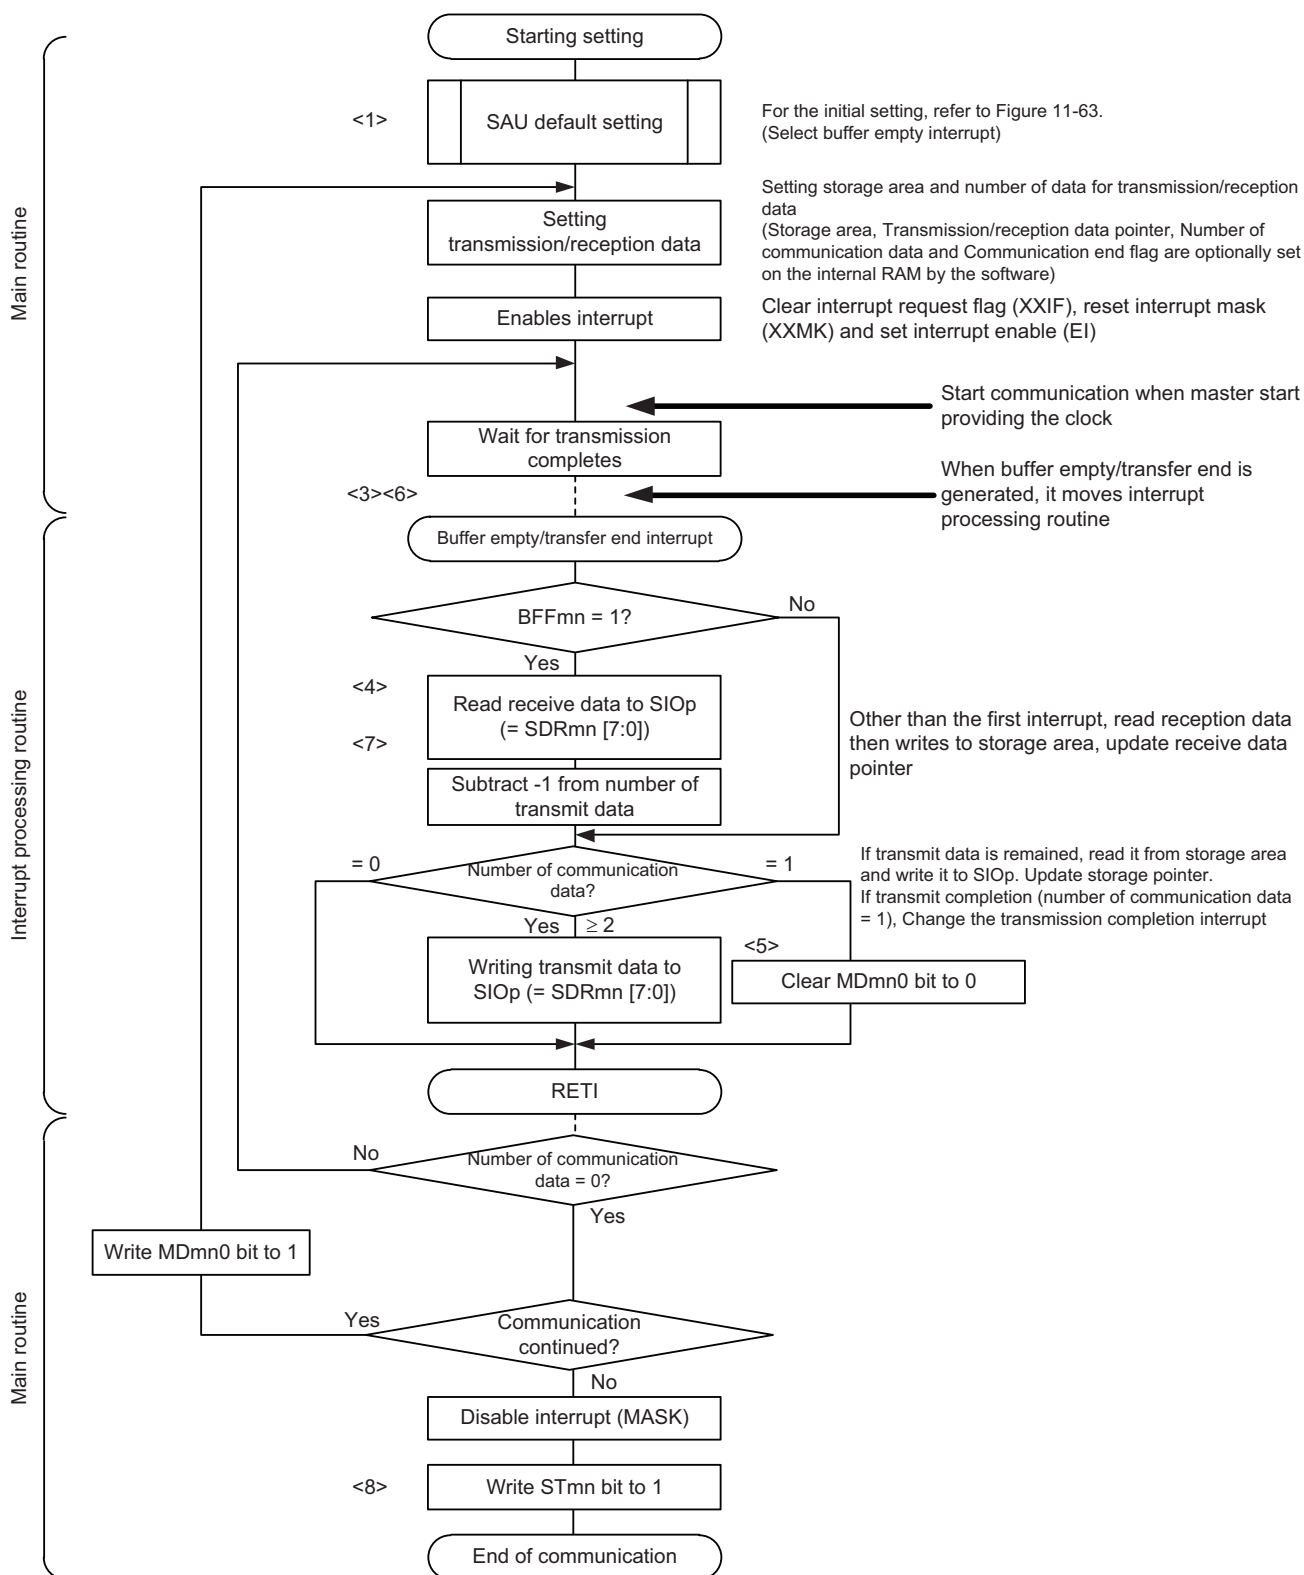 Starting setting
<1>
SAU default setting
For the initial setting, refer to Figure 11-63.
(Select buffer empty interrupt)
Main routine
Setting
transmission/reception data
Setting storage area and number of data for transmission/reception
data
(Storage area, Transmission/reception data pointer, Number of
communication data and Communication end flag are optionally set
on the internal RAM by the software)
Enables interrupt
Clear interrupt request flag (XXIF), reset interrupt mask
(XXMK) and set interrupt enable (EI)
Start communication when master start
providing the clock
Wait for transmission
completes
<3><6>
When buffer empty/transfer end is
generated, it moves interrupt
processing routine
Buffer empty/transfer end interrupt
Interrupt processing routine
BFFmn = 1?
No
Yes
<4>
Read receive data to SIOp
(= SDRmn [7:0])
<7>
Other than the first interrupt, read reception data
then writes to storage area, update receive data
pointer
Subtract -1 from number of
transmit data
= 0
Number of communication
data?
= 1
If transmit data is remained, read it from storage area
and write it to SIOp. Update storage pointer.
If transmit completion (number of communication data
= 1), Change the transmission completion interrupt
Yes
≥ 2
<5>
Writing transmit data to
SIOp (= SDRmn [7:0])
Clear MDmn0 bit to 0
RETI
No
Number of communication
data = 0?
Yes
Write MDmn0 bit to 1
Main routine
Yes
Communication
continued?
No
Disable interrupt (MASK)
<8>
Write STmn bit to 1
End of communication